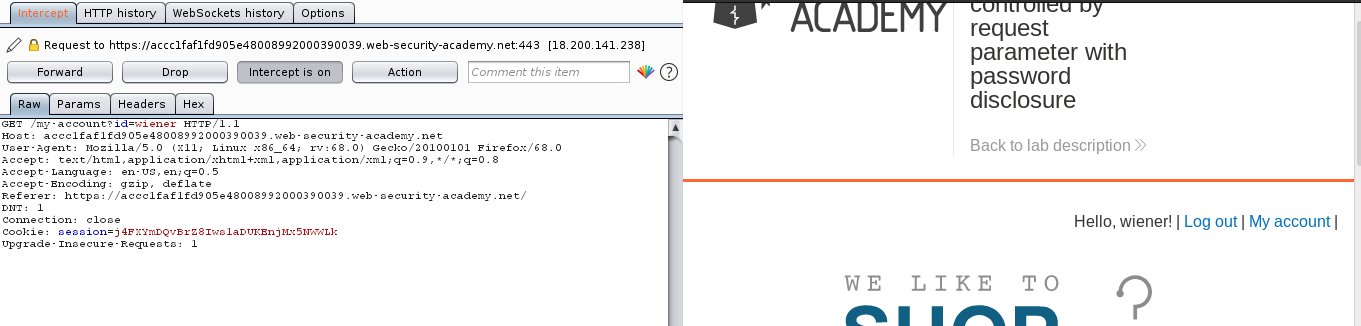 Intercept HTTP history WebSockets history Options
Request to https://accc1faf1fd905e48008992000390039.web-security-academy.net:443 [18.200.141.238]
Forward Drop Intercept is on Action Comment this item ?
Raw Params Headers Hex
GET /my-account?id=wiener HTTP/1.1
Host: accc1faf1fd905e48008992000390039.web-security-academy.net
User-Agent: Mozilla/5.0 (X11; Linux x86_64; rv:68.0) Gecko/20100101 Firefox/68.0
Accept: text/html,application/xhtml+xml,application/xml;q=0.9,*/*;q=0.8
Accept-Language: en-US,en;q=0.5
Accept-Encoding: gzip, deflate
Referer: https://accc1faf1fd905e48008992000390039.web-security-academy.net/
DNT: 1
Connection: close
Cookie: session=j4FXYmDQvBrZ8IwslaDUKEnjMx5NWWLk
Upgrade-Insecure-Requests: 1
ACADEMY
controlled by
request
parameter with
password
disclosure
Back to lab description
Hello, wiener! | Log out | My account |
WE LIKE TO
SHOP